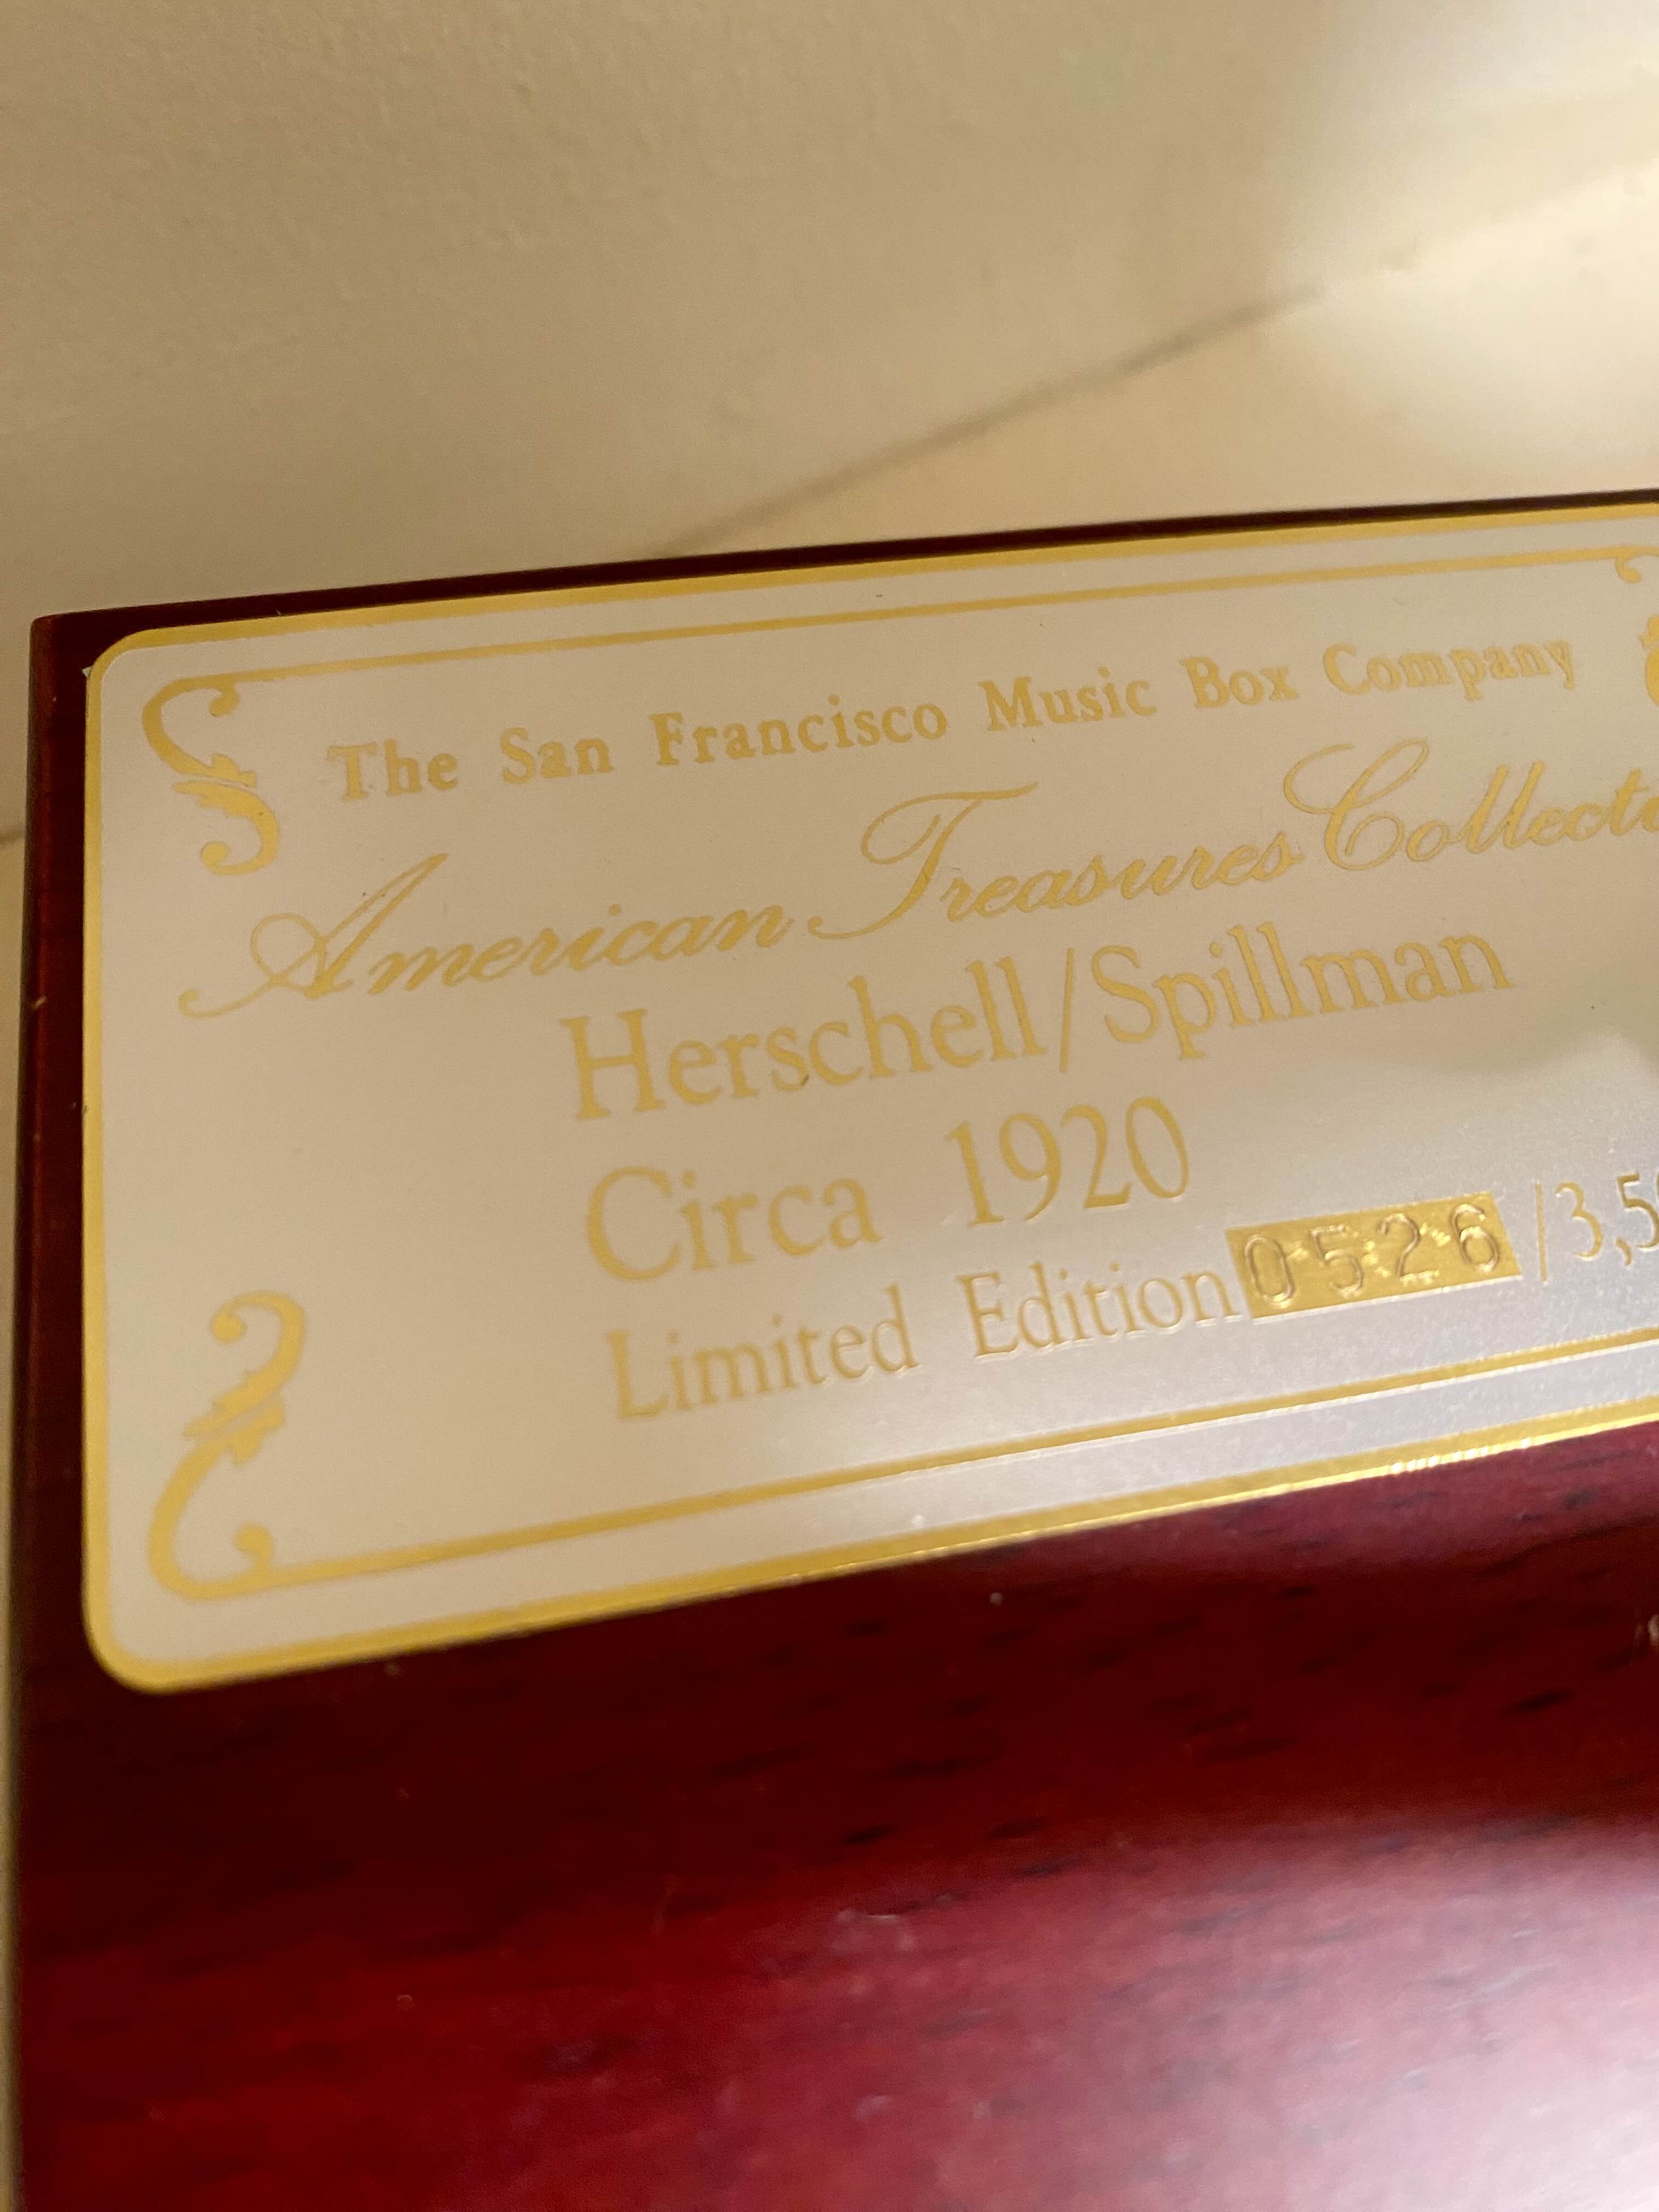 The San Francisco Music Box Company
American Treasures
Herschell/Spillman
Circa 1920
Limited Edition 0526